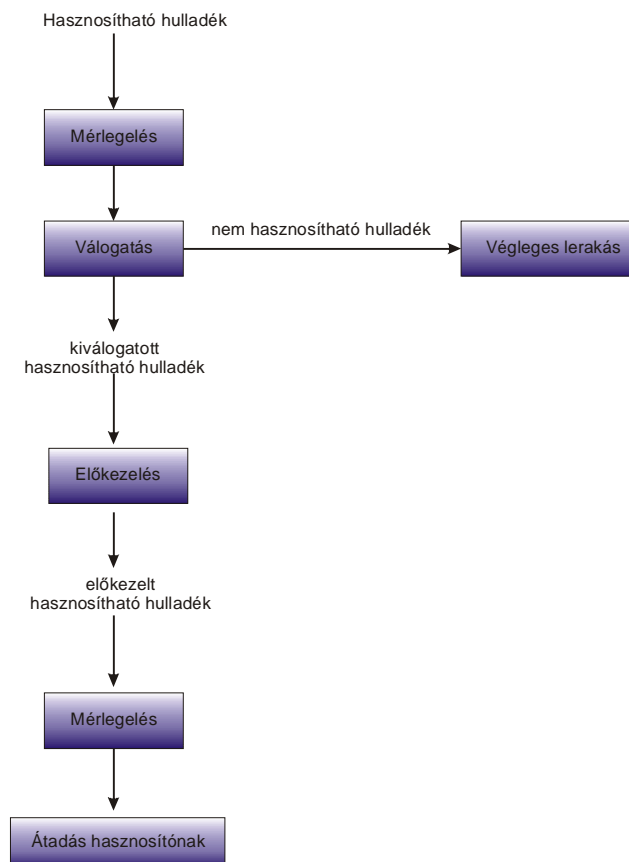 Hasznosítható hulladék
Mérlegelés
nem hasznosítható hulladék
Válogatás
Végleges lerakás
kiválogatott
hasznosítható hulladék
Előkezelés
előkezelt
hasznosítható hulladék
Mérlegelés
Átadás hasznosítónak